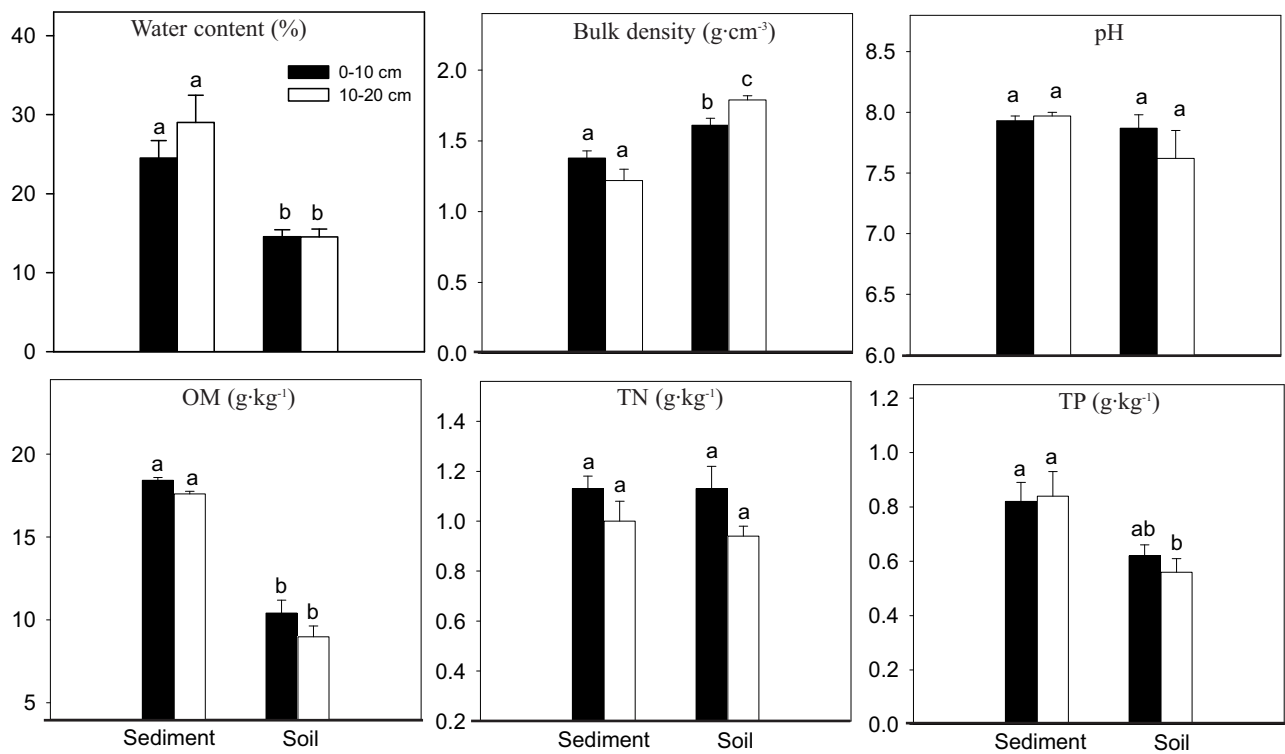 Water content (%)
40
30
20
10
0
a
a
b
b
0-10 cm
10-20 cm
Bulk density (g·cm⁻³)
2.0
1.5
1.0
0.5
0.0
a
a
b
c
pH
8.5
8.0
7.5
7.0
6.5
6.0
a
a
a
a
OM (g·kg⁻¹)
20
15
10
5
a
a
b
b
Sediment
Soil
TN (g·kg⁻¹)
1.4
1.2
1.0
0.8
0.6
0.4
0.2
a
a
a
a
Sediment
Soil
TP (g·kg⁻¹)
1.2
1.0
0.8
0.6
0.4
0.2
0.0
a
a
ab
b
Sediment
Soil